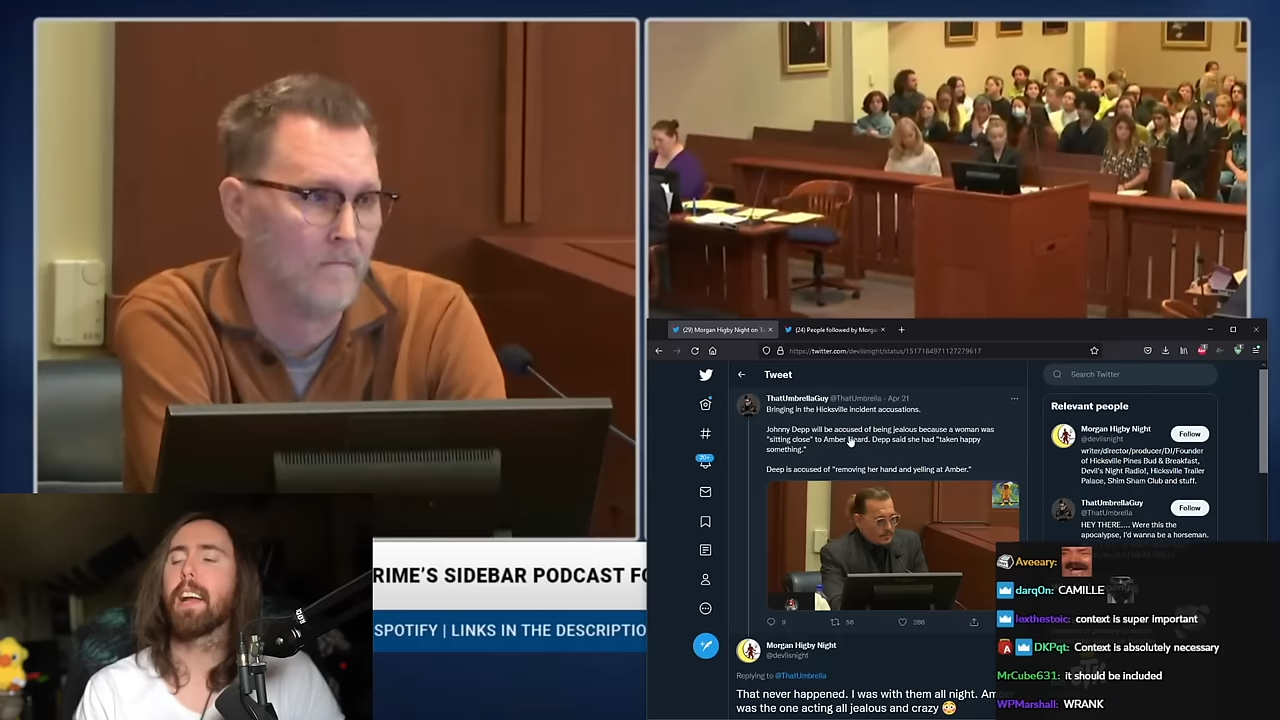 (29) Morgan Higby Night on T
(24) People followed by Morga
https://twitter.com/devilsnight/status/1517184971127279617
Tweet
Search Twitter
ThatUmbrellaGuy @ThatUmbrella · Apr 21
Bringing in the Hicksville incident accusations.
Johnny Depp will be accused of being jealous because a woman was
"sitting close" to Amber Heard. Depp said she had "taken happy
something."
Deep is accused of "removing her hand and yelling at Amber."
9
56
286
Morgan Higby Night
@devilsnight
Replying to @ThatUmbrella
That never happened. I was with them all night. Am
was the one acting all jealous and crazy 😳
20+
Relevant people
Morgan Higby Night
@devilsnight
Follow
writer/director/producer/DJ/Founder
of Hicksville Pines Bud & Breakfast,
Devil's Night Radio!, Hicksville Trailer
Palace, Shim Sham Club and stuff.
ThatUmbrellaGuy
@ThatUmbrella
Follow
HEY THERE.... Were this the
apocalypse, I'd wanna be a horseman.
RIME'S SIDEBAR PODCAST FO
SPOTIFY | LINKS IN THE DESCRIPTIO
Aveeary:
darq0n: CAMILLE
lexthestoic: context is super important
DKPqt: Context is absolutely necessary
MrCube631: it should be included
WPMarshall: WRANK